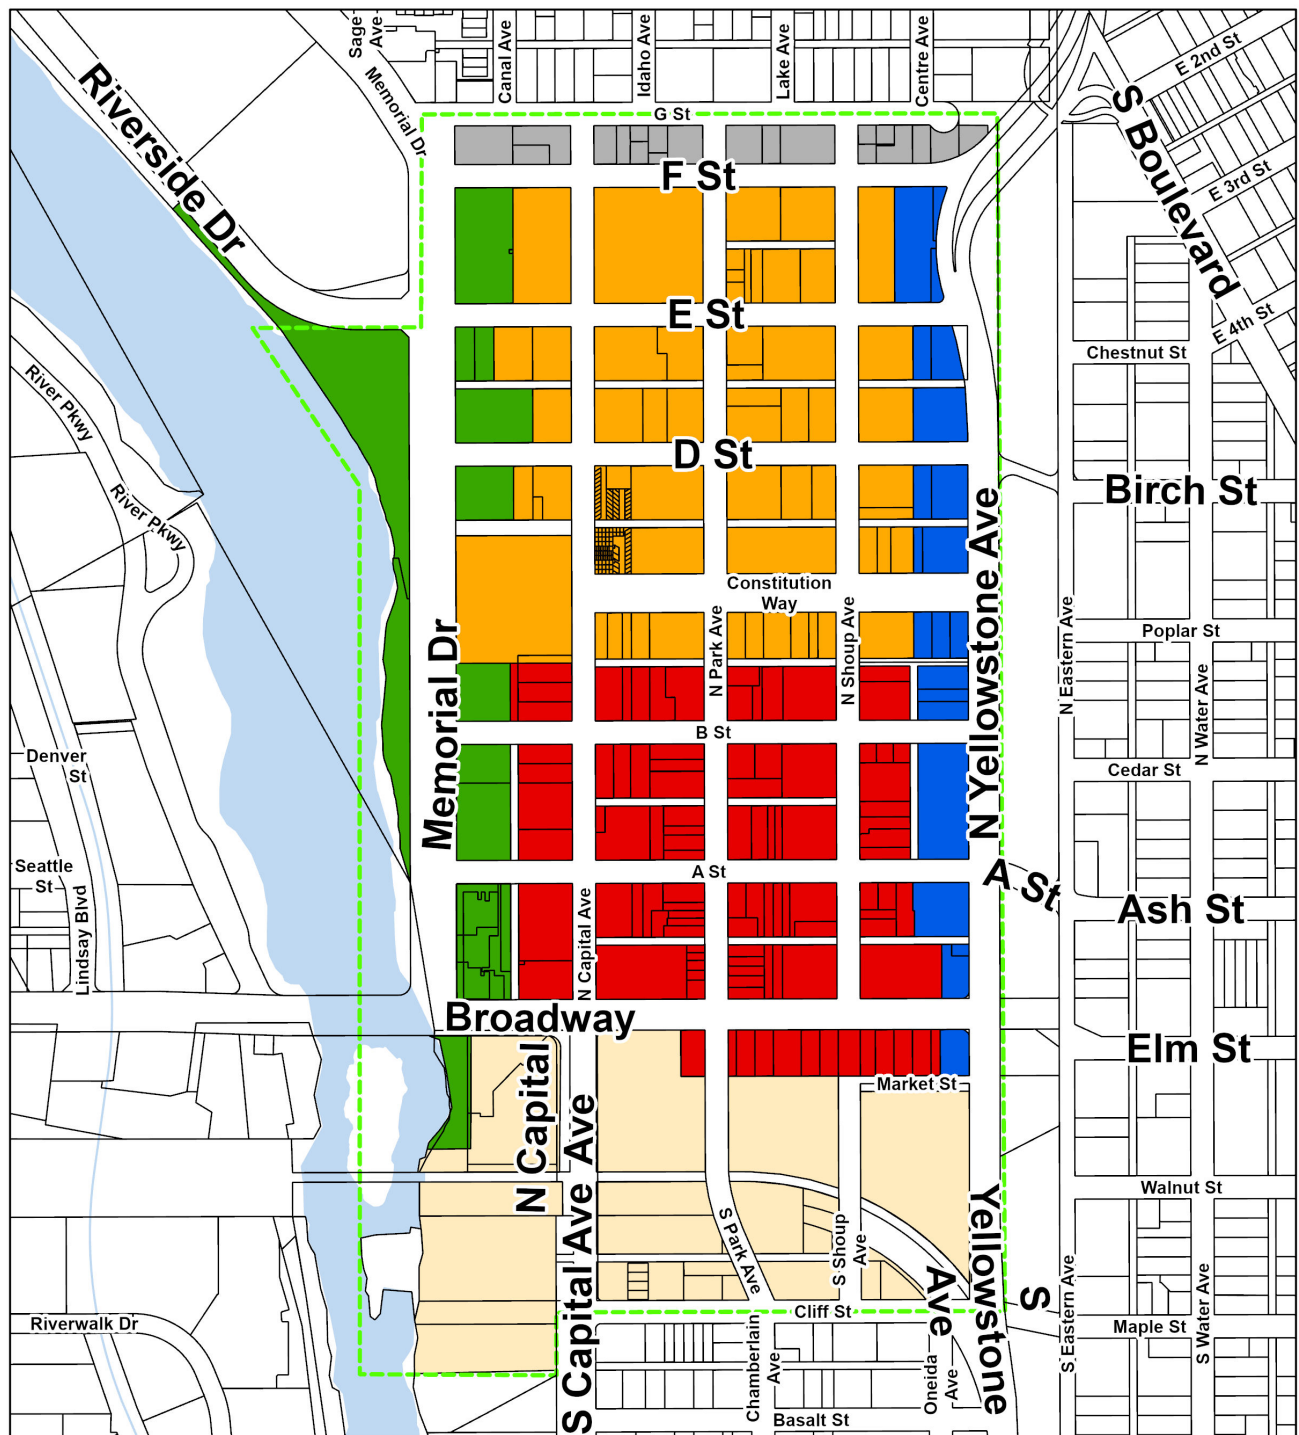 Sage
Ave
Canal Ave
Idaho Ave
Lake Ave
Centre Ave
E 2nd St
Memorial Dr
Riverside Dr
G St
S Boulevard
F St
E 3rd St
E St
E 4th St
Chestnut St
River Pkwy
D St
Birch St
River Pkwy
N Yellowstone Ave
Constitution
Way
N Park Ave
N Shoup Ave
N Eastern Ave
Poplar St
Memorial Dr
N Water Ave
B St
Denver
St
Cedar St
Seattle
St
A St
A St
Lindsay Blvd
N Capital Ave
Ash St
Broadway
Elm St
N Capital
Ave
Market St
Walnut St
S Capital Ave
S Park Ave
S Shoup
Ave
Yellowstone
Ave
S
S Eastern Ave
S Water Ave
Cliff St
Riverwalk Dr
Maple St
Chamberlain
Ave
Oneida
Ave
Basalt St